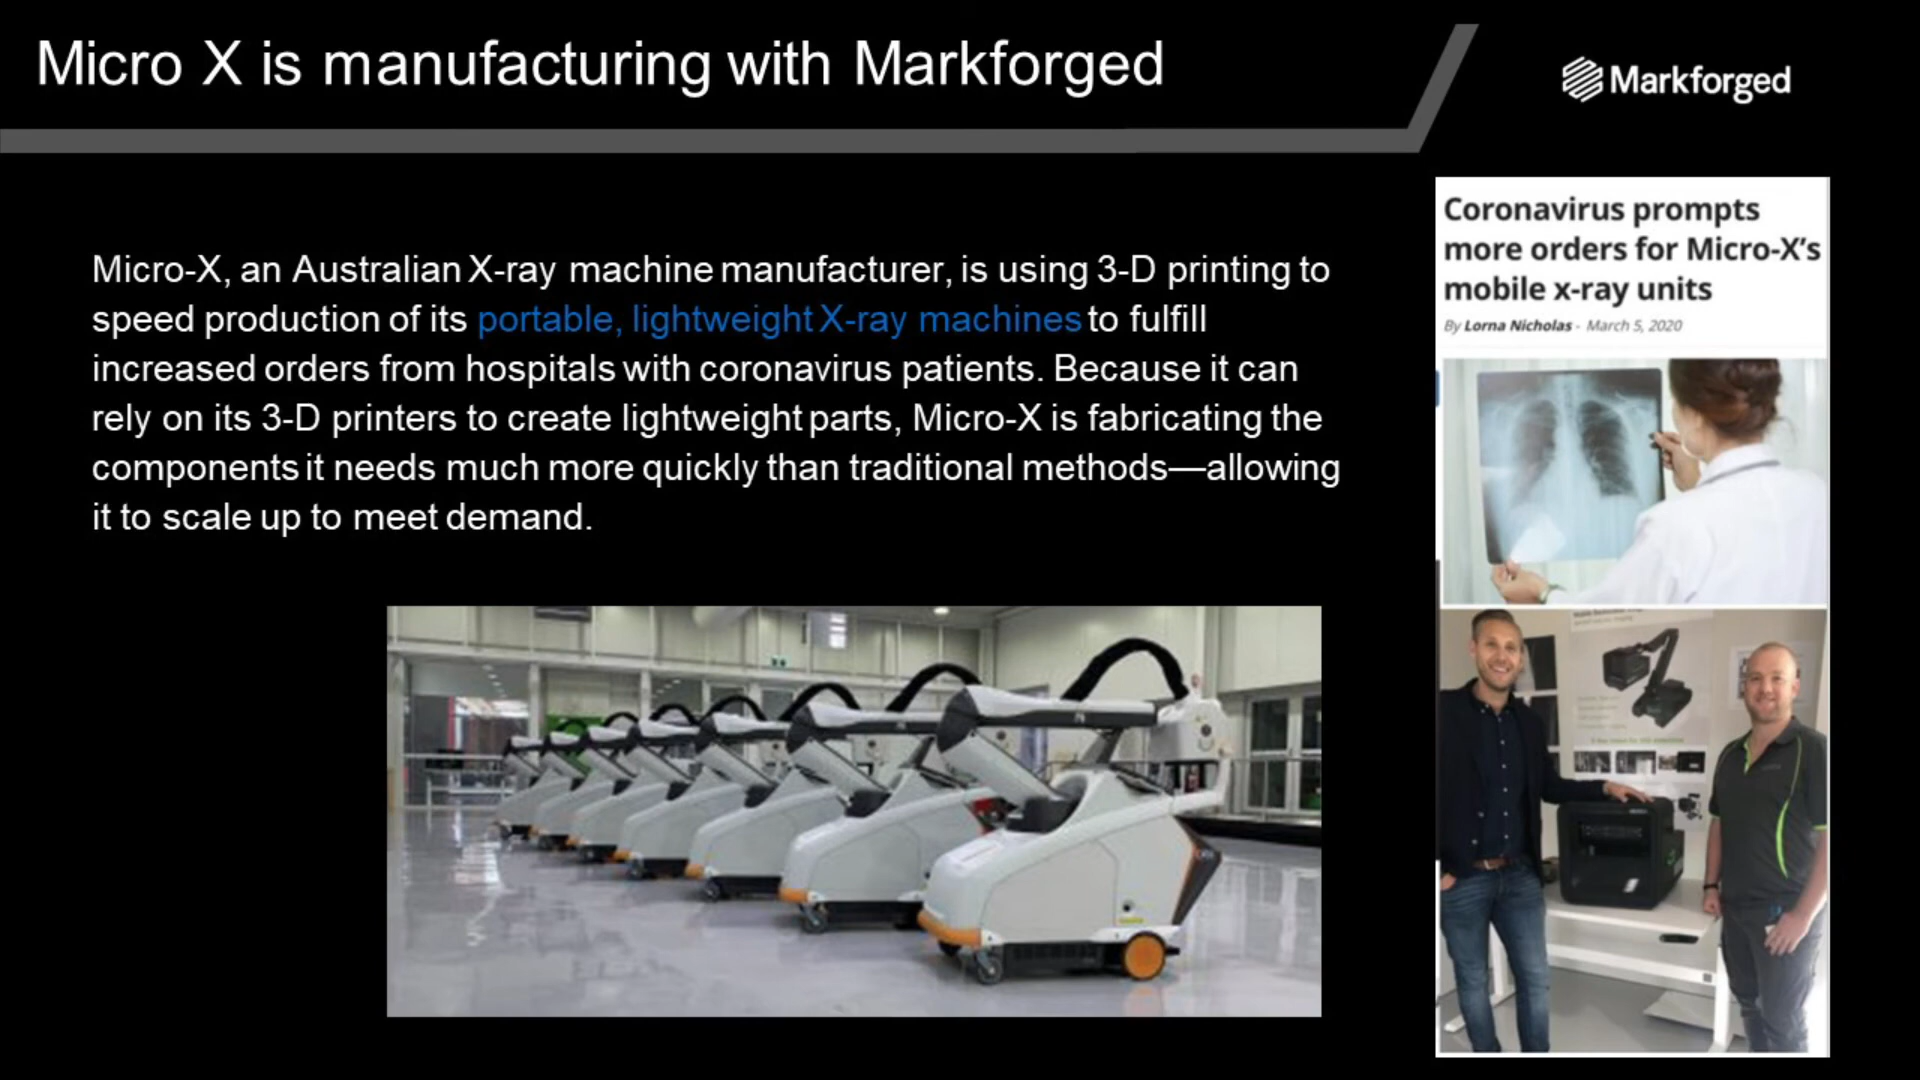 Micro X is manufacturing with Markforged
Markforged
Micro-X, an Australian X-ray machine manufacturer, is using 3-D printing to
speed production of its portable, lightweight X-ray machines to fulfill
increased orders from hospitals with coronavirus patients. Because it can
rely on its 3-D printers to create lightweight parts, Micro-X is fabricating the
components it needs much more quickly than traditional methods—allowing
it to scale up to meet demand.
Coronavirus prompts
more orders for Micro-X's
mobile x-ray units
By Lorna Nicholas - March 5, 2020